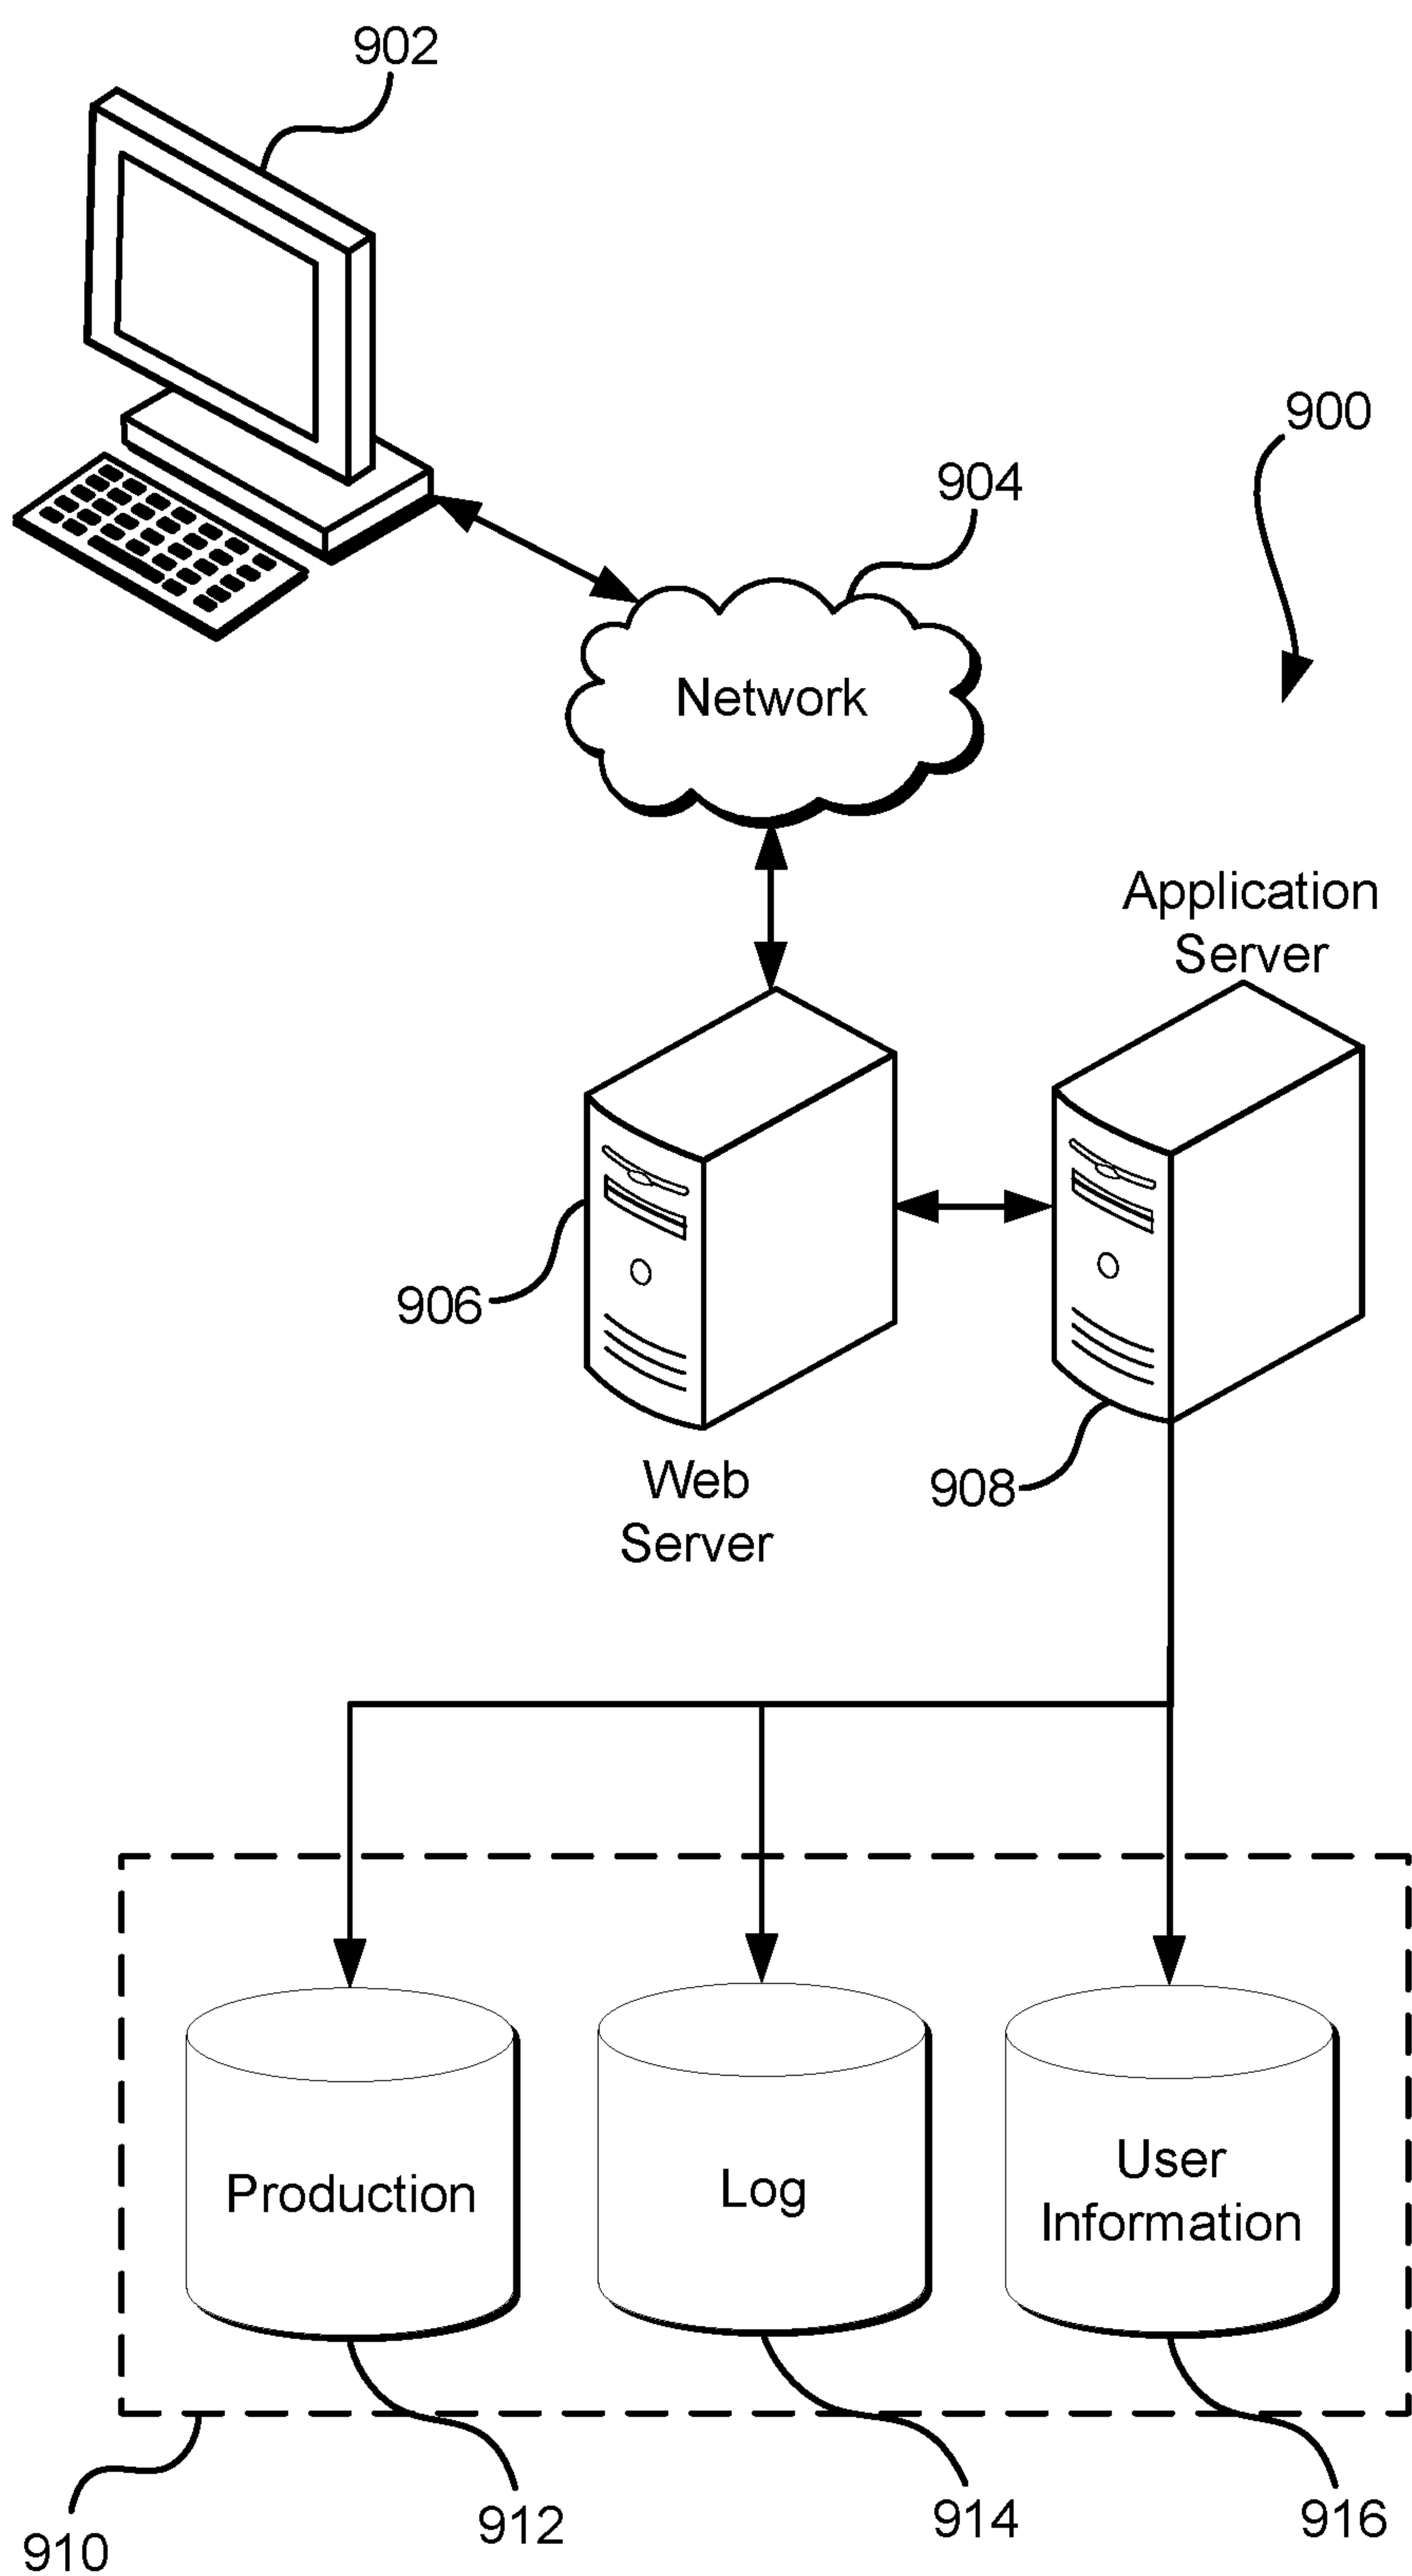 902
900
904
Network
Application
Server
906
908
Web
Server
Production
Log
User
Information
910
912
914
916